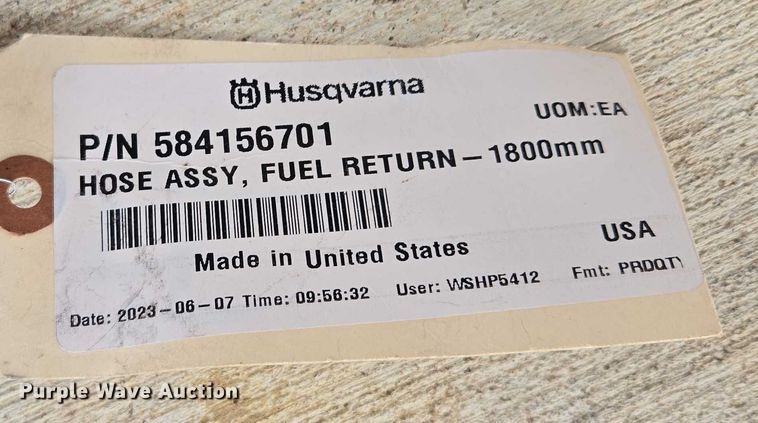 Husqvarna
UOM:EA
P/N 584156701
HOSE ASSY, FUEL RETURN-1800mm
Made in United States
USA
Date: 2023-06-07 Time: 09:56:32 User: WSHP5412 Fmt: PRDQTY
Purple Wave Auction